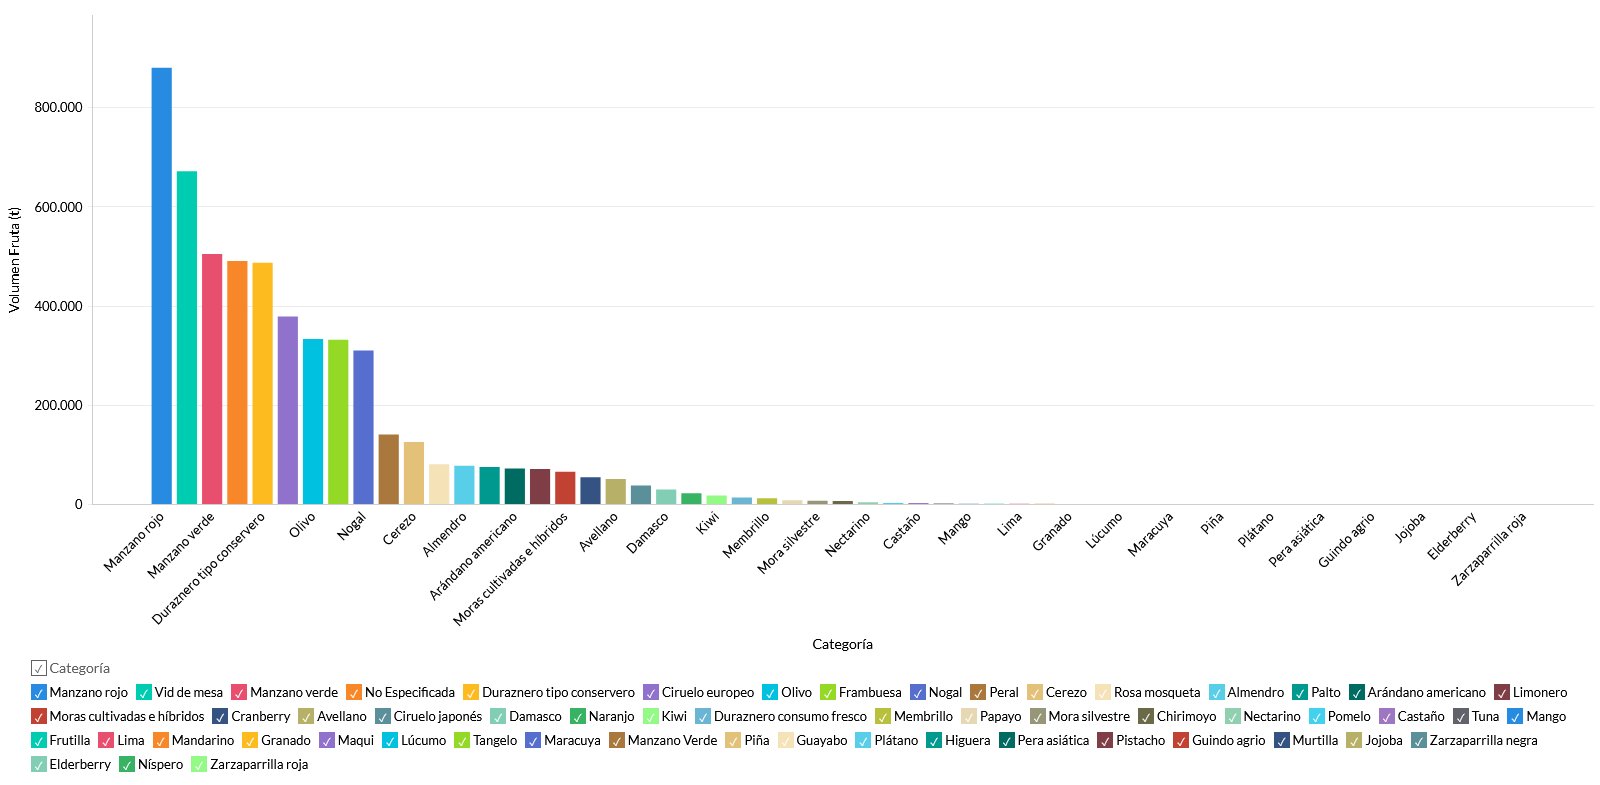 800.000
600.000
400.000
200.000
0
Volumen Fruta (t)
Manzano rojo
Manzano verde
Duraznero tipo conservero
Olivo
Nogal
Cerezo
Almendro
Arándano americano
Moras cultivadas e híbridos
Avellano
Damasco
Kiwi
Membrillo
Mora silvestre
Nectarino
Castaño
Mango
Lima
Granado
Lúcumo
Maracuya
Piña
Plátano
Pera asiática
Guindo agrio
Jojoba
Elderberry
Zarzaparrilla roja
Categoría
Categoría
Manzano rojo Vid de mesa Manzano verde No Especificada Duraznero tipo conservero Ciruelo europeo Olivo Frambuesa Nogal Peral Cerezo Rosa mosqueta Almendro Palto Arándano americano Limonero
Moras cultivadas e híbridos Cranberry Avellano Ciruelo japonés Damasco Naranjo Kiwi Duraznero consumo fresco Membrillo Papayo Mora silvestre Chirimoyo Nectarino Pomelo Castaño Tuna Mango
Frutilla Lima Mandarino Granado Maqui Lúcumo Tangelo Maracuya Manzano Verde Piña Guayabo Plátano Higuera Pera asiática Pistacho Guindo agrio Murtilla Jojoba Zarzaparrilla negra
Elderberry Níspero Zarzaparrilla roja